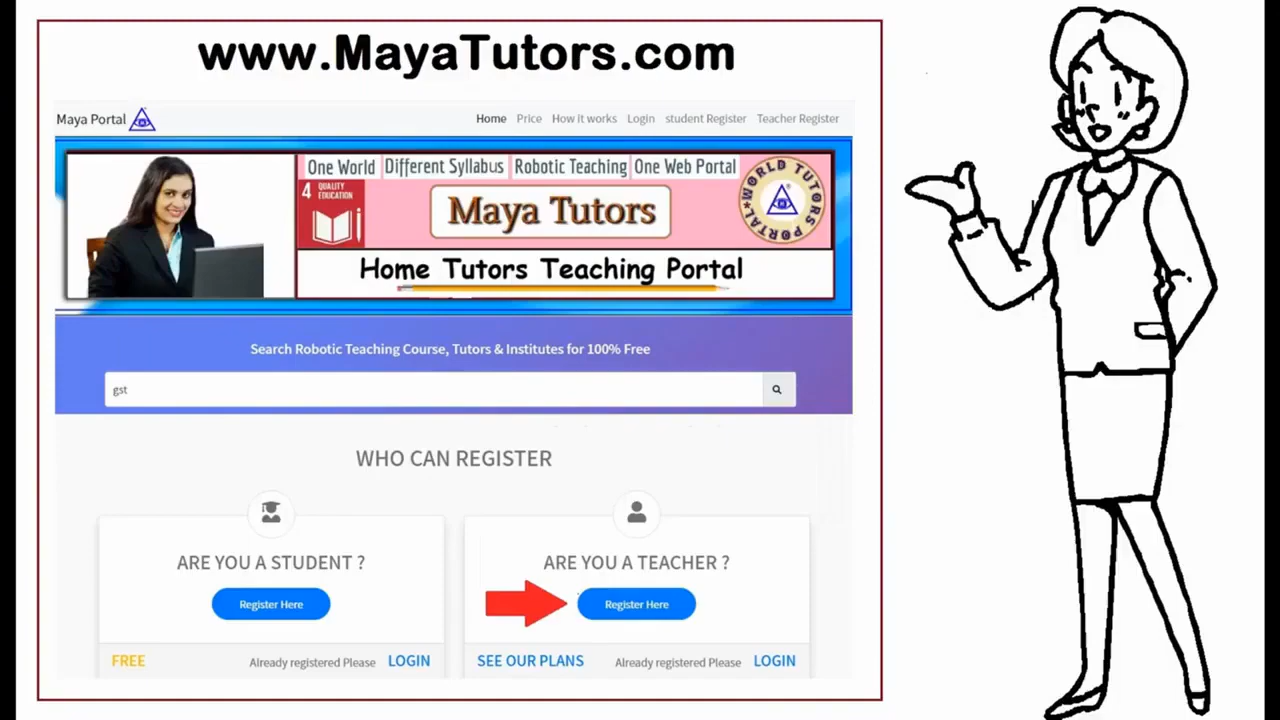 www.MayaTutors.com
Maya Portal
Home Price How it works Login student Register Teacher Register
One World Different Syllabus Robotic Teaching One Web Portal
4 QUALITY EDUCATION
Maya Tutors
WORLD TUTORS PORTAL
Home Tutors Teaching Portal
Search Robotic Teaching Course, Tutors & Institutes for 100% Free
gst
WHO CAN REGISTER
ARE YOU A STUDENT ?
Register Here
FREE Already registered Please LOGIN
ARE YOU A TEACHER ?
Register Here
SEE OUR PLANS Already registered Please LOGIN